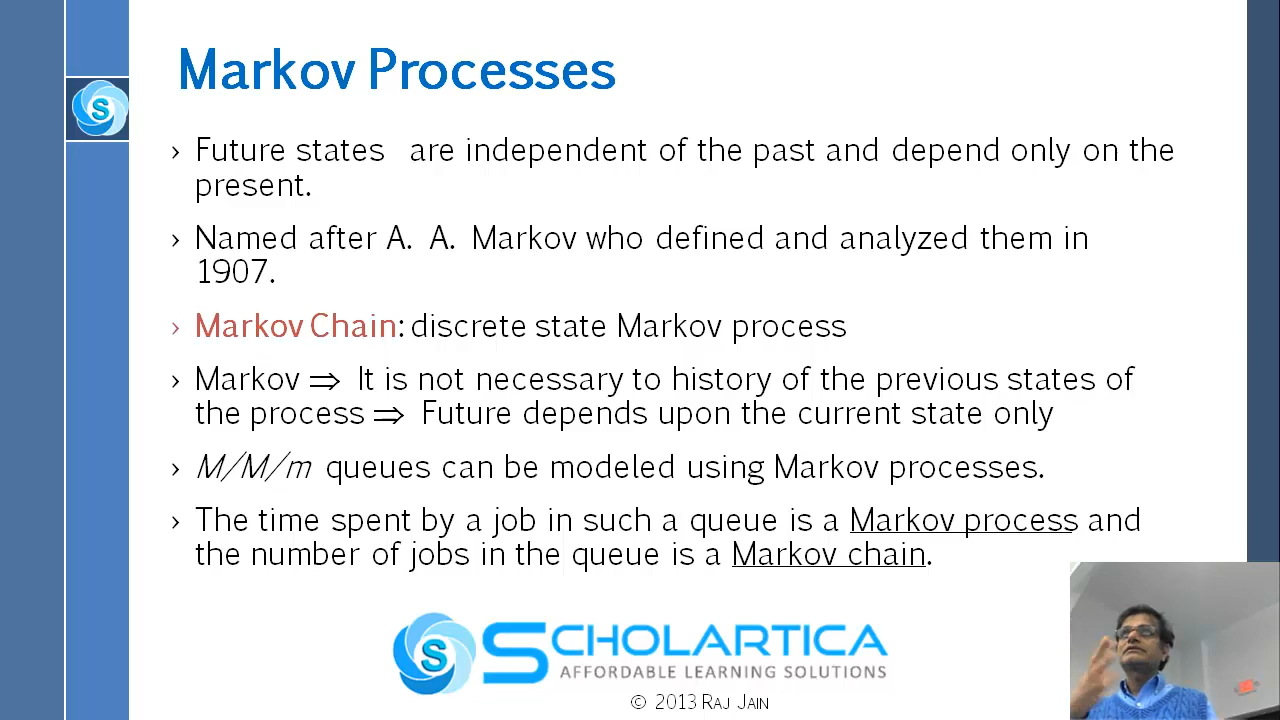 Markov Processes
S
› Future states are independent of the past and depend only on the
present.
› Named after A. A. Markov who defined and analyzed them in
1907.
› Markov Chain: discrete state Markov process
› Markov ⇒ It is not necessary to history of the previous states of
the process ⇒ Future depends upon the current state only
› M/M/m queues can be modeled using Markov processes.
› The time spent by a job in such a queue is a Markov process and
the number of jobs in the queue is a Markov chain.
S SCHOLARTICA
AFFORDABLE LEARNING SOLUTIONS
© 2013 RAJ JAIN